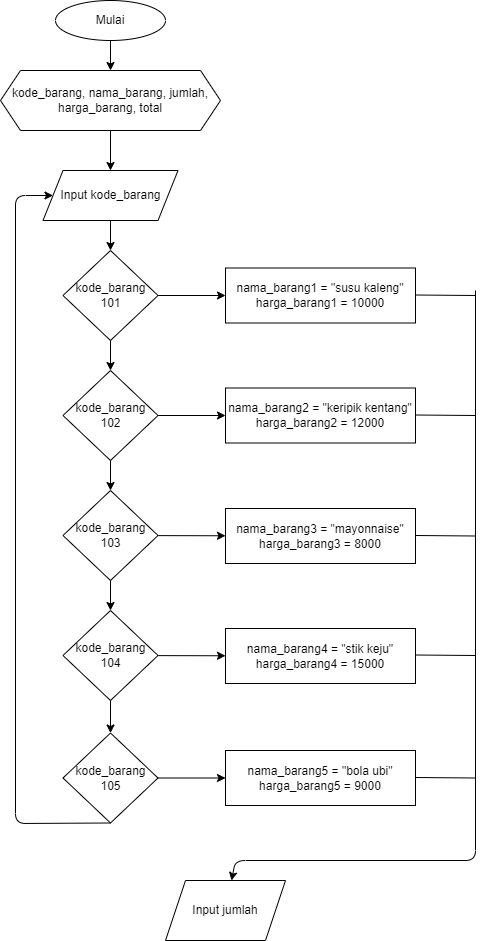 Mulai
kode_barang, nama_barang, jumlah,
harga_barang, total
Input kode_barang
kode_barang
101
nama_barang1 = "susu kaleng"
harga_barang1 = 10000
kode_barang
102
nama_barang2 = "keripik kentang"
harga_barang2 = 12000
kode_barang
103
nama_barang3 = "mayonnaise"
harga_barang3 = 8000
kode_barang
104
nama_barang4 = "stik keju"
harga_barang4 = 15000
kode_barang
105
nama_barang5 = "bola ubi"
harga_barang5 = 9000
Input jumlah